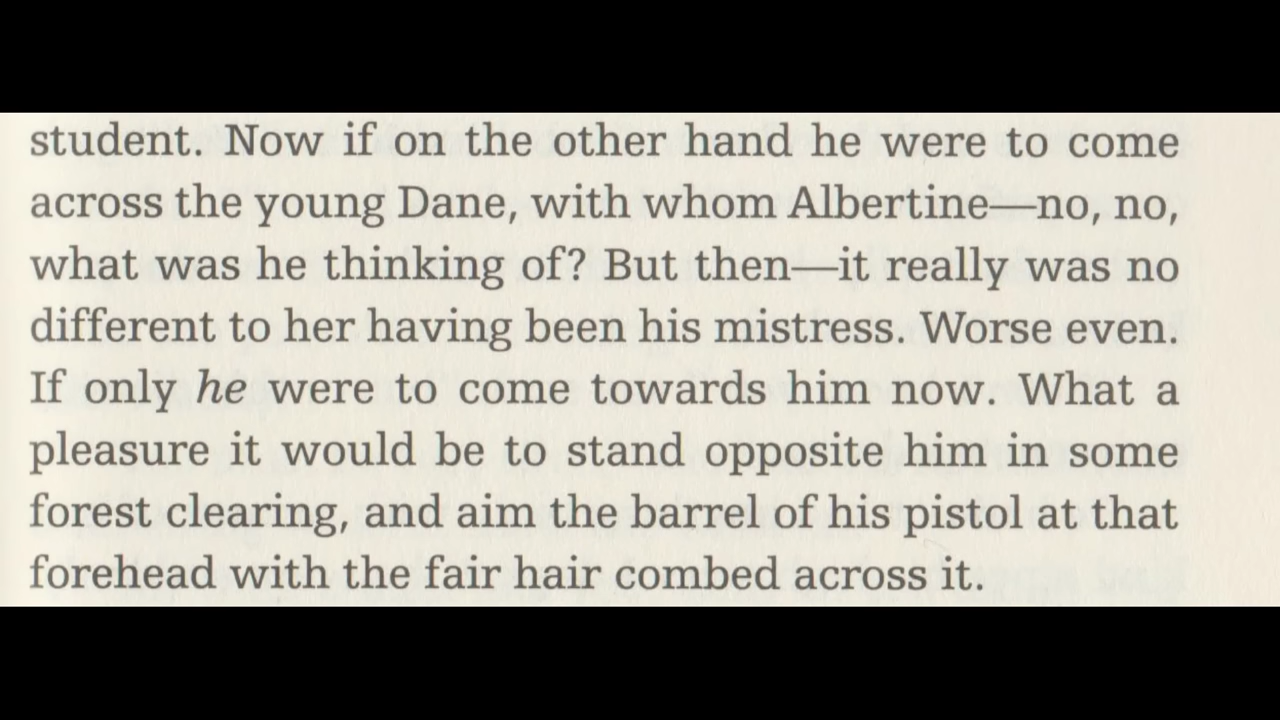 student. Now if on the other hand he were to come
across the young Dane, with whom Albertine—no, no,
what was he thinking of? But then—it really was no
different to her having been his mistress. Worse even.
If only he were to come towards him now. What a
pleasure it would be to stand opposite him in some
forest clearing, and aim the barrel of his pistol at that
forehead with the fair hair combed across it.